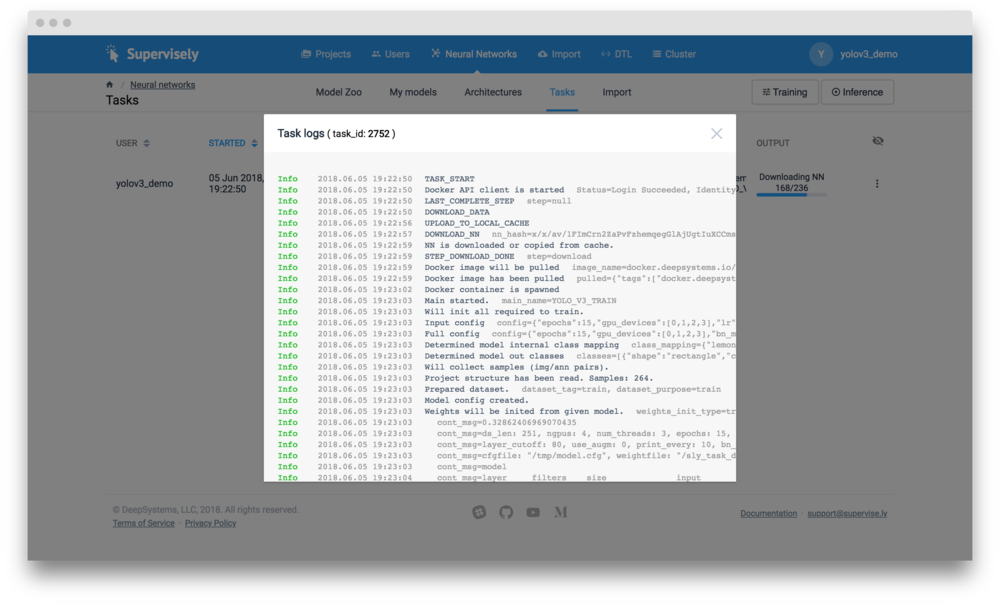 Supervisely
Projects Users Neural Networks Import DTL Cluster
Y yolov3_demo
/ Neural networks
Tasks
Model Zoo My models Architectures Tasks Import
Training Inference
USER STARTED OUTPUT
Task logs ( task_id: 2752 )
yolov3_demo
05 Jun 2018,
19:22:50
Downloading NN
168/236
Info 2018.06.05 19:22:50 TASK_START
Info 2018.06.05 19:22:50 Docker API client is started Status=Login Succeeded, Identity
Info 2018.06.05 19:22:50 LAST_COMPLETE_STEP step=null
Info 2018.06.05 19:22:50 DOWNLOAD_DATA
Info 2018.06.05 19:22:56 UPLOAD_TO_LOCAL_CACHE
Info 2018.06.05 19:22:57 DOWNLOAD_NN
Info 2018.06.05 19:22:59 NN is downloaded or copied from cache.
Info 2018.06.05 19:22:59 STEP_DOWNLOAD_DONE step=download
Info 2018.06.05 19:22:59 Docker image will be pulled image_name=docker.deepsystems.io/
Info 2018.06.05 19:22:59 Docker image has been pulled pulled={"tags":["docker.deepsyst
Info 2018.06.05 19:23:02 Docker container is spawned
Info 2018.06.05 19:23:03 Main started. main_name=YOLO_V3_TRAIN
Info 2018.06.05 19:23:03 Will init all required to train.
Info 2018.06.05 19:23:03 Input config config={"epochs":15,"gpu_devices":[0,1,2,3],"lr"
Info 2018.06.05 19:23:03 Full config config={"epochs":15,"gpu_devices":[0,1,2,3],"bn_m
Info 2018.06.05 19:23:03 Determined model internal class mapping class_mapping={"lemon
Info 2018.06.05 19:23:03 Determined model out classes classes=[{"shape":"rectangle","c
Info 2018.06.05 19:23:03 Will collect samples (img/ann pairs).
Info 2018.06.05 19:23:03 Project structure has been read. Samples: 264.
Info 2018.06.05 19:23:03 Prepared dataset. dataset_tag=train, dataset_purpose=train
Info 2018.06.05 19:23:03 Model config created.
Info 2018.06.05 19:23:03 Weights will be inited from given model. weights_init_type=tr
Info 2018.06.05 19:23:03 cont_msg=0.32862406969070435
Info 2018.06.05 19:23:03 cont_msg=ds_len: 251, ngpus: 4, num_threads: 3, epochs: 15,
Info 2018.06.05 19:23:03 cont_msg=layer_cutoff: 80, use_augm: 0, print_every: 10, bn_
Info 2018.06.05 19:23:03 cont_msg=cfgfile: "/tmp/model.cfg", weightfile: "/sly_task_d
Info 2018.06.05 19:23:03 cont_msg=model
Info 2018.06.05 19:23:04 cont_msg=layer filters size input
© DeepSystems, LLC, 2018. All rights reserved.
Terms of Service · Privacy Policy
Documentation · support@supervise.ly